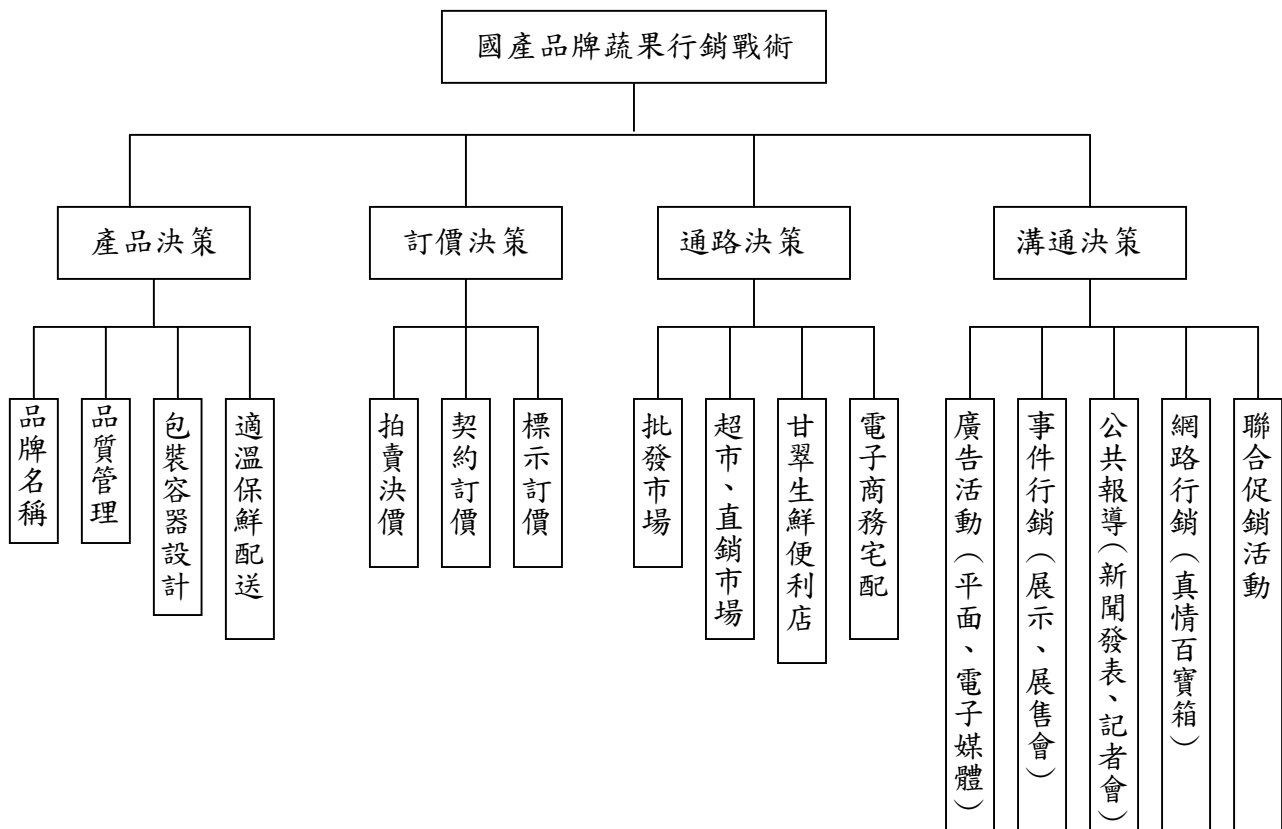 國產品牌蔬果行銷戰術
產品決策
訂價決策
通路決策
溝通決策
品牌名稱
品質管理
包裝容器設計
適溫保鮮配送
拍賣決價
契約訂價
標示訂價
批發市場
超市、直銷市場
甘翠生鮮便利店
電子商務宅配
廣告活動（平面、電子媒體）
事件行銷（展示、展售會）
公共報導（新聞發表、記者會）
網路行銷（真情百寶箱）
聯合促銷活動